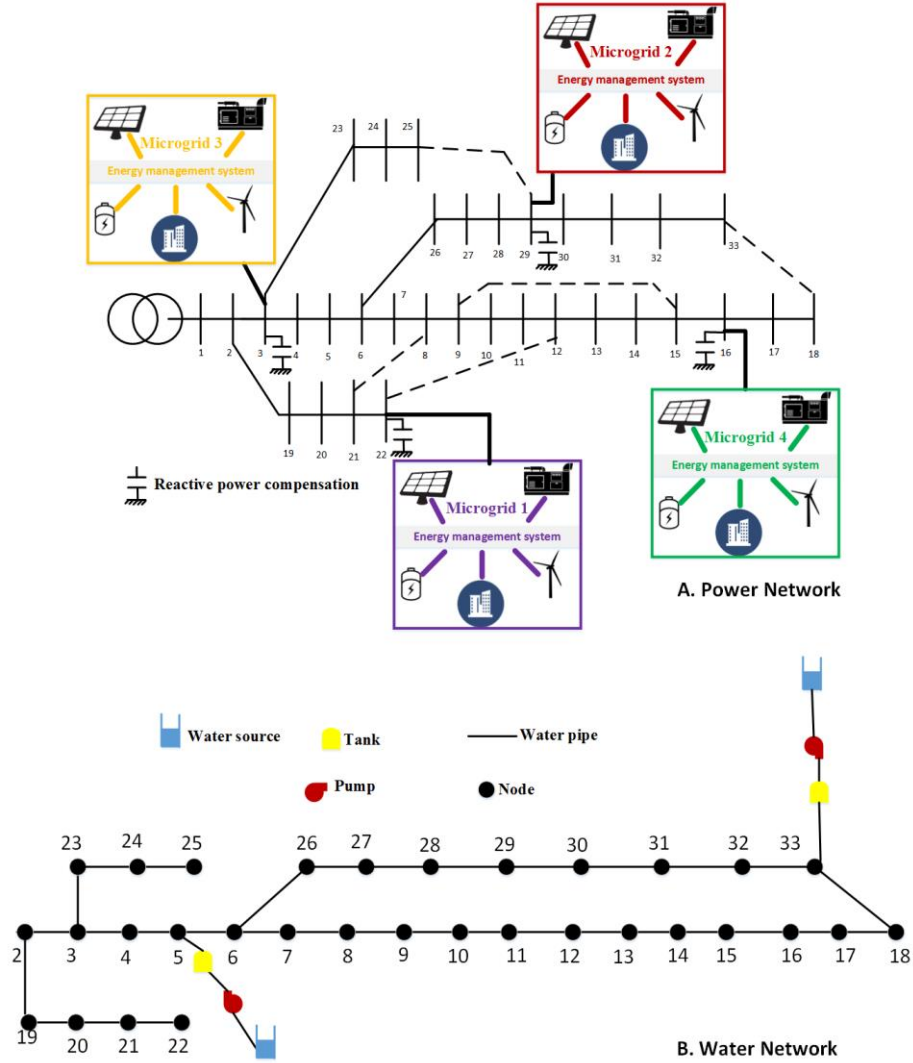 Microgrid 2
Energy management system
Microgrid 3
Energy management system
23 24 25
26 27 28 29 30 31 32 33
7
1 2 3 4 5 6 8 9 10 11 12 13 14 15 16 17 18
19 20 21 22
Reactive power compensation
Microgrid 1
Energy management system
Microgrid 4
Energy management system
A. Power Network
Water source Tank Water pipe
Pump Node
23 24 25 26 27 28 29 30 31 32 33
2 3 4 5 6 7 8 9 10 11 12 13 14 15 16 17 18
19 20 21 22
B. Water Network